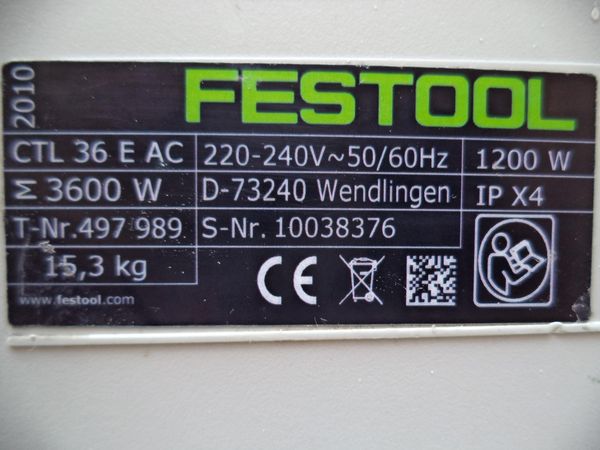 2010
FESTOOL
CTL 36 E AC 220-240V~50/60Hz 1200 W
Σ 3600 W D-73240 Wendlingen IP X4
T-Nr.497 989 S-Nr. 10038376
15,3 kg CE
www.festool.com